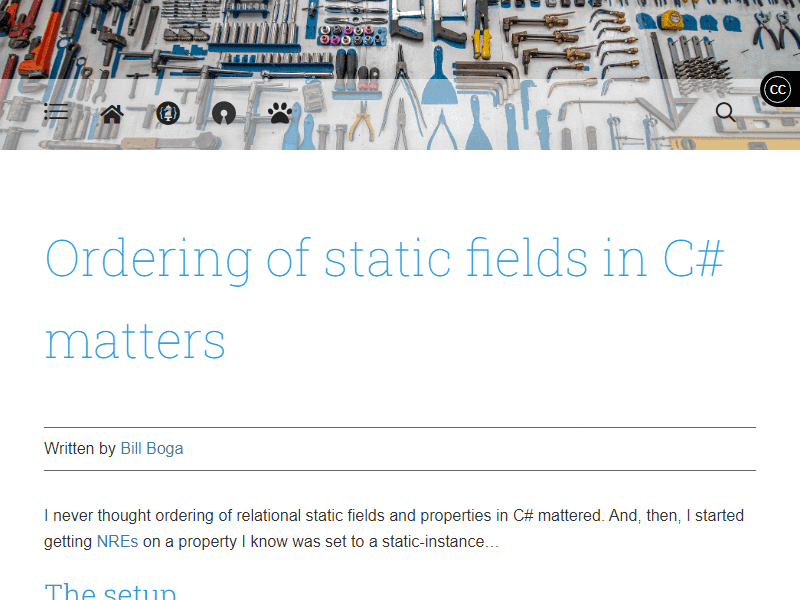 CC
Ordering of static fields in C#
matters
Written by Bill Boga
I never thought ordering of relational static fields and properties in C# mattered. And, then, I started
getting NREs on a property I know was set to a static-instance…
The setup